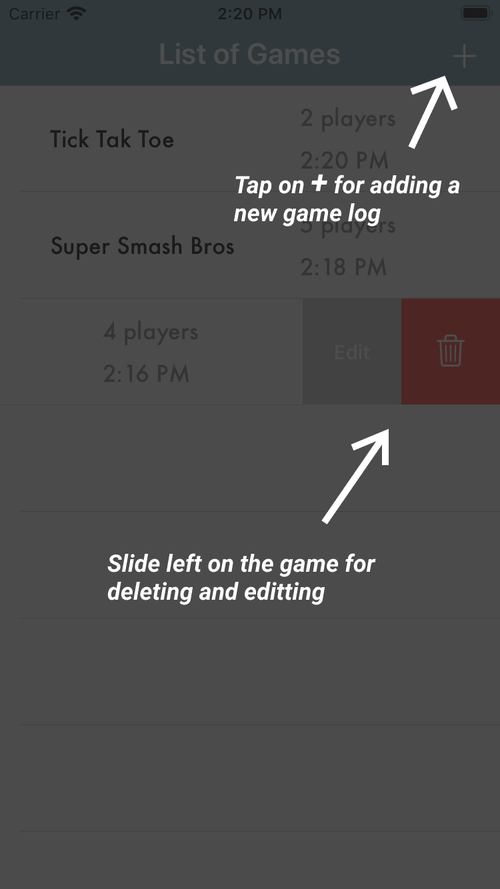 Carrier 2:20 PM
List of Games
2 players
Tick Tak Toe
2:20 PM
Tap on + for adding a
new game log
5 players
Super Smash Bros
2:18 PM
4 players
Edit
2:16 PM
Slide left on the game for
deleting and editting